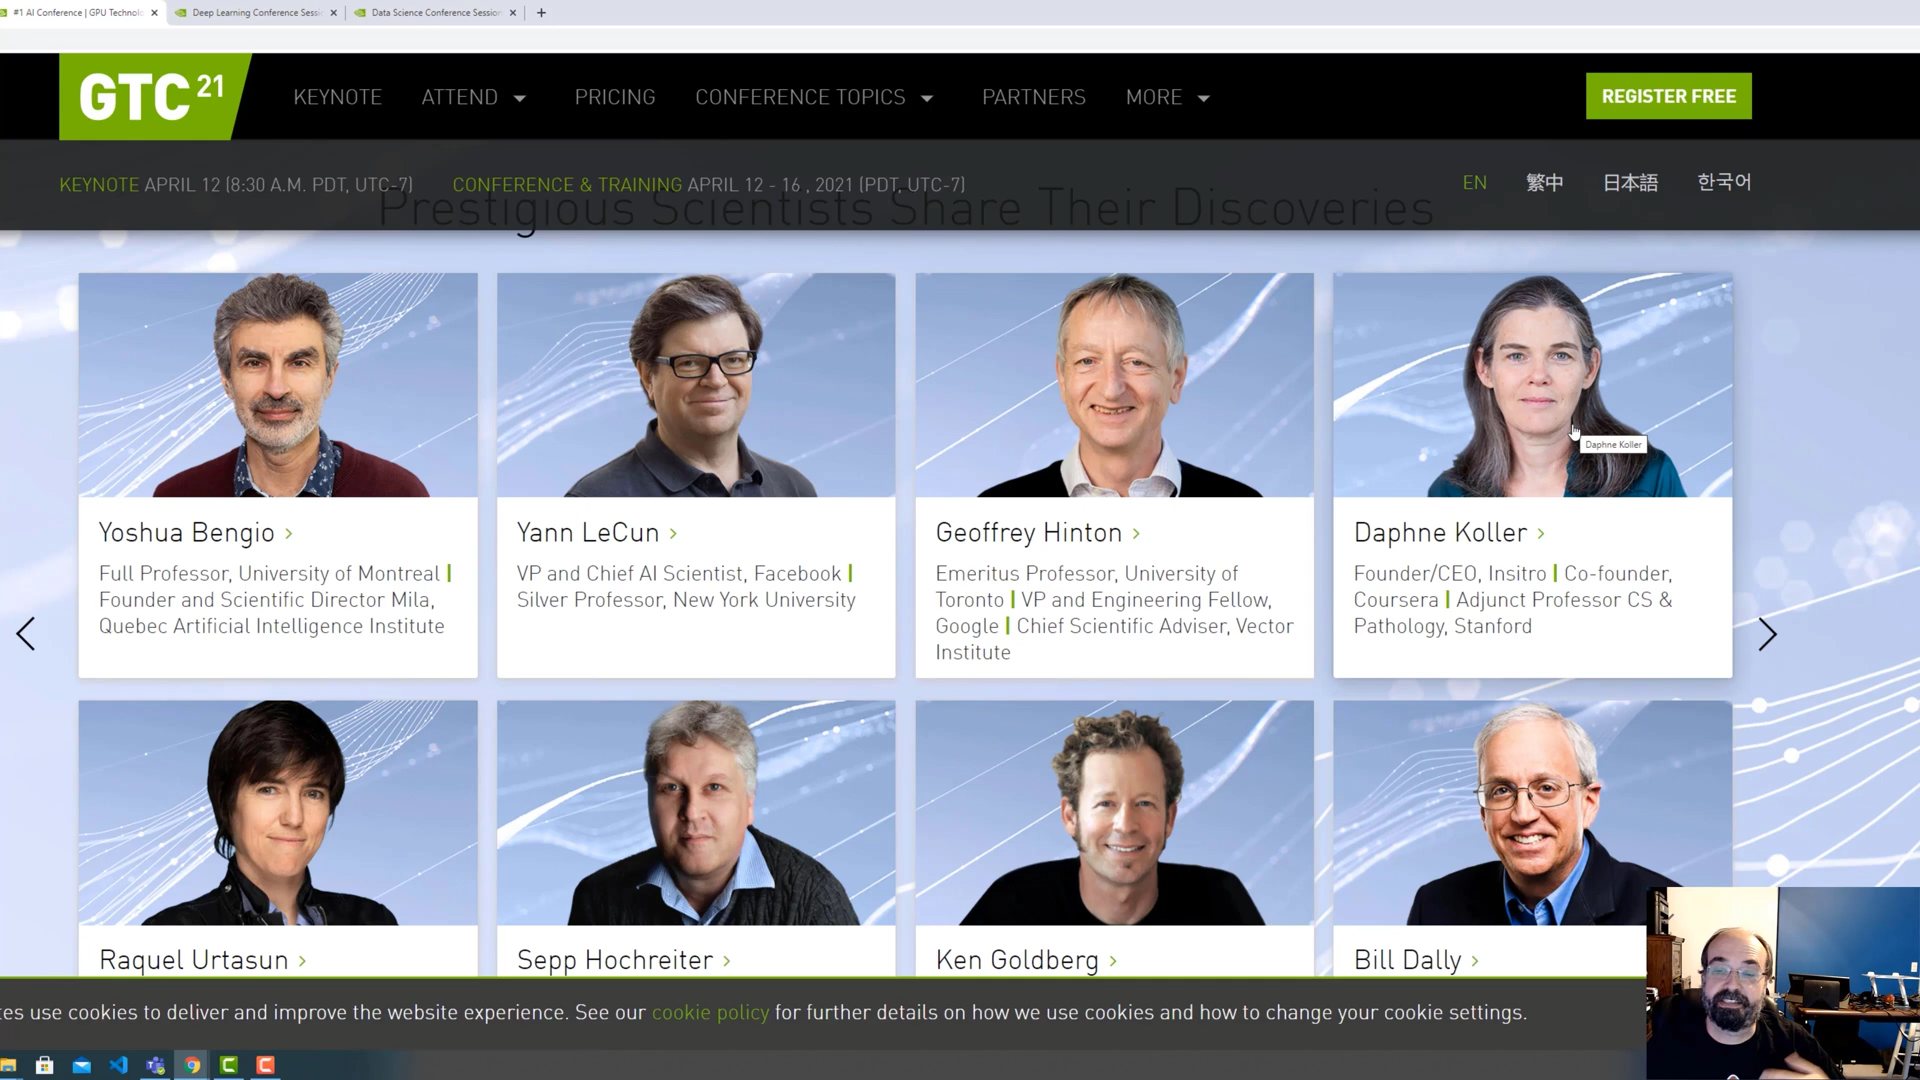 #1 AI Conference | GPU Technolo
Deep Learning Conference Sessi
Data Science Conference Session
GTC 21
KEYNOTE ATTEND PRICING CONFERENCE TOPICS PARTNERS MORE
REGISTER FREE
KEYNOTE APRIL 12 (8:30 A.M. PDT, UTC-7) CONFERENCE & TRAINING APRIL 12 - 16 , 2021 (PDT, UTC-7)
EN 繁中 日本語 한국어
Prestigious Scientists Share Their Discoveries
Daphne Koller
Yoshua Bengio >
Full Professor, University of Montreal |
Founder and Scientific Director Mila,
Quebec Artificial Intelligence Institute
Yann LeCun >
VP and Chief AI Scientist, Facebook |
Silver Professor, New York University
Geoffrey Hinton >
Emeritus Professor, University of
Toronto | VP and Engineering Fellow,
Google | Chief Scientific Adviser, Vector
Institute
Daphne Koller >
Founder/CEO, Insitro | Co-founder,
Coursera | Adjunct Professor CS &
Pathology, Stanford
Raquel Urtasun >
Sepp Hochreiter >
Ken Goldberg >
Bill Dally >
es use cookies to deliver and improve the website experience. See our cookie policy for further details on how we use cookies and how to change your cookie settings.